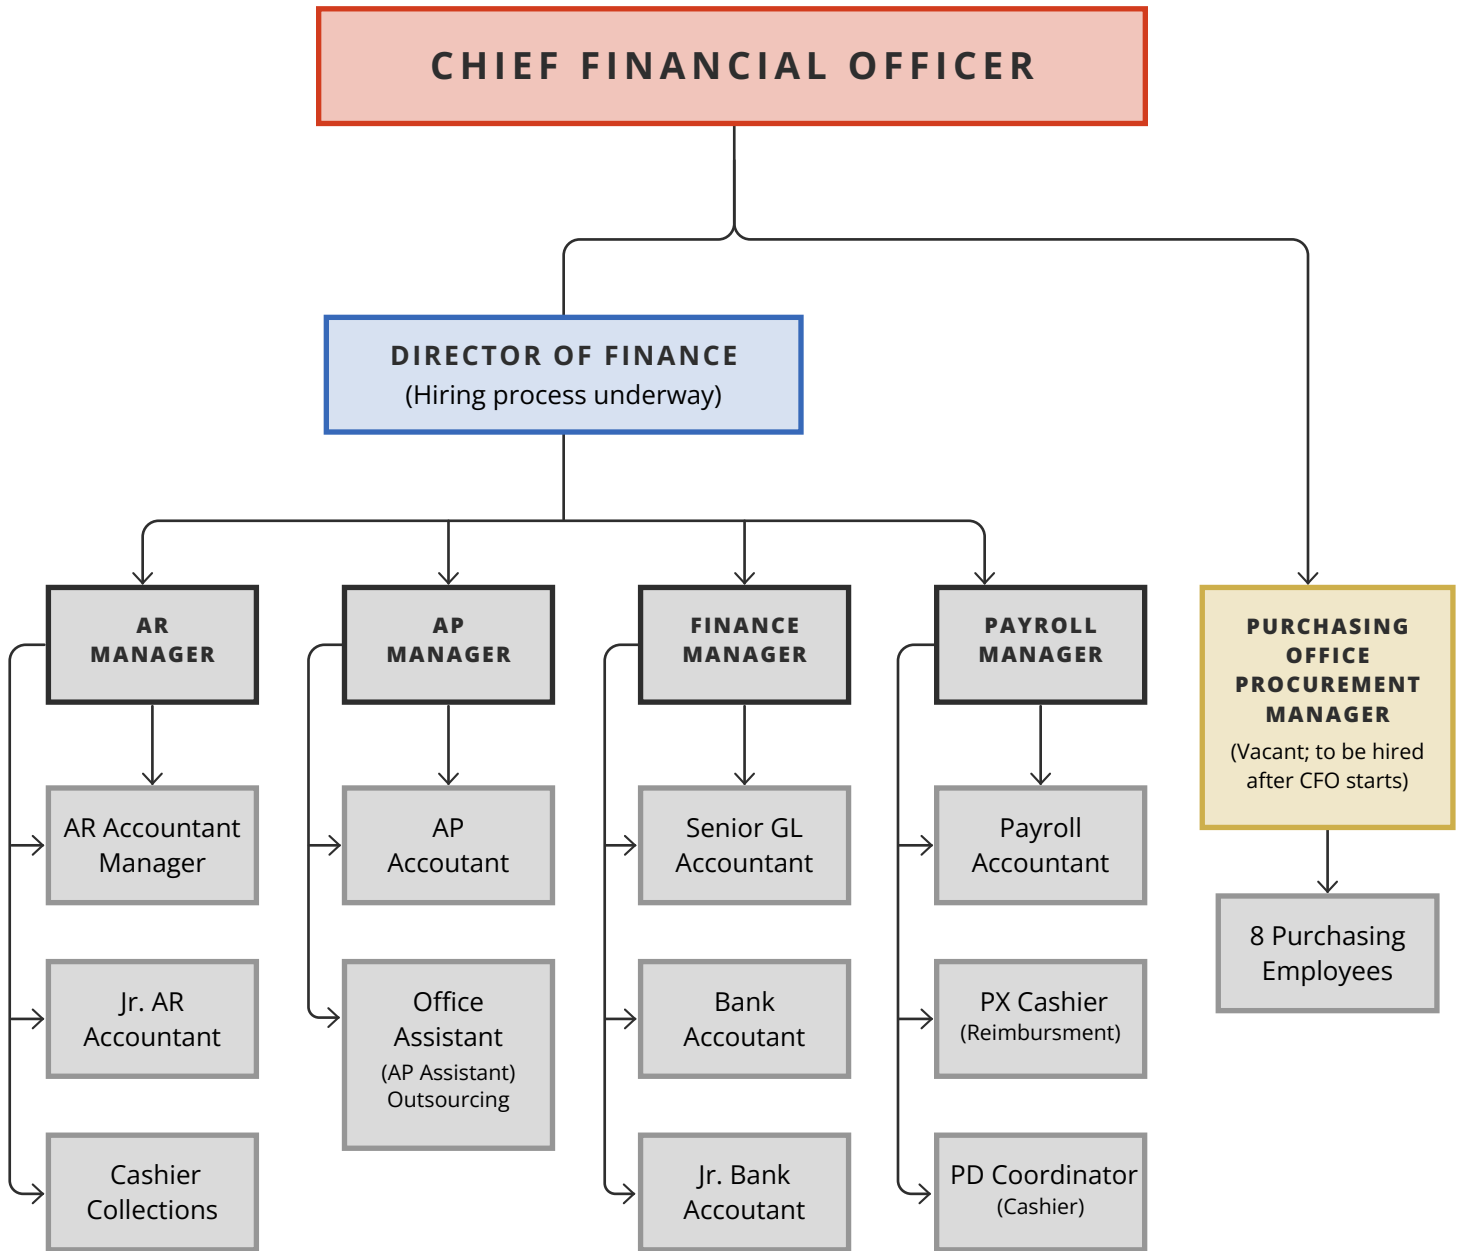 CHIEF FINANCIAL OFFICER
DIRECTOR OF FINANCE
(Hiring process underway)
AR
MANAGER
AP
MANAGER
FINANCE
MANAGER
PAYROLL
MANAGER
PURCHASING
OFFICE
PROCUREMENT
MANAGER
(Vacant; to be hired
after CFO starts)
AR Accountant
Manager
AP
Accoutant
Senior GL
Accountant
Payroll
Accountant
8 Purchasing
Employees
Jr. AR
Accountant
Office
Assistant
(AP Assistant)
Outsourcing
Bank
Accoutant
PX Cashier
(Reimbursment)
Cashier
Collections
Jr. Bank
Accoutant
PD Coordinator
(Cashier)